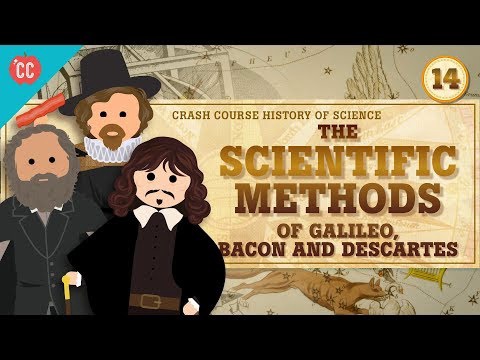 CC
14
CRASH COURSE HISTORY OF SCIENCE
THE
SCIENTIFIC
METHODS
OF GALILEO,
BACON AND DESCARTES